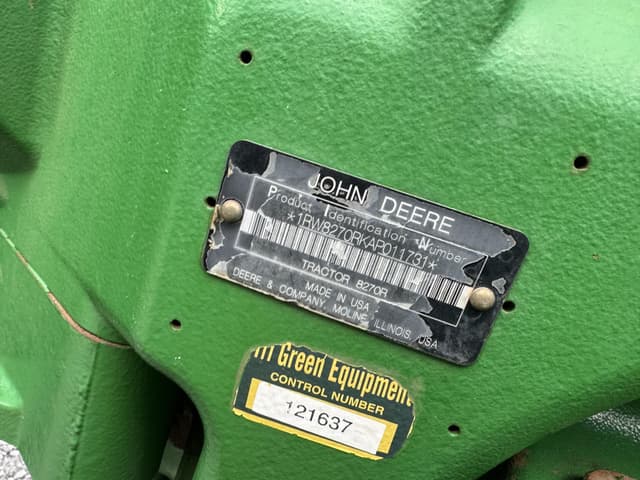 JOHN DEERE
Product Identification Number
*1RW8270RKAR011731*
TRACTOR 8270R
MADE IN USA
DEERE & COMPANY, MOLINE ILLINOIS, USA
Green Equipment
CONTROL NUMBER
121637